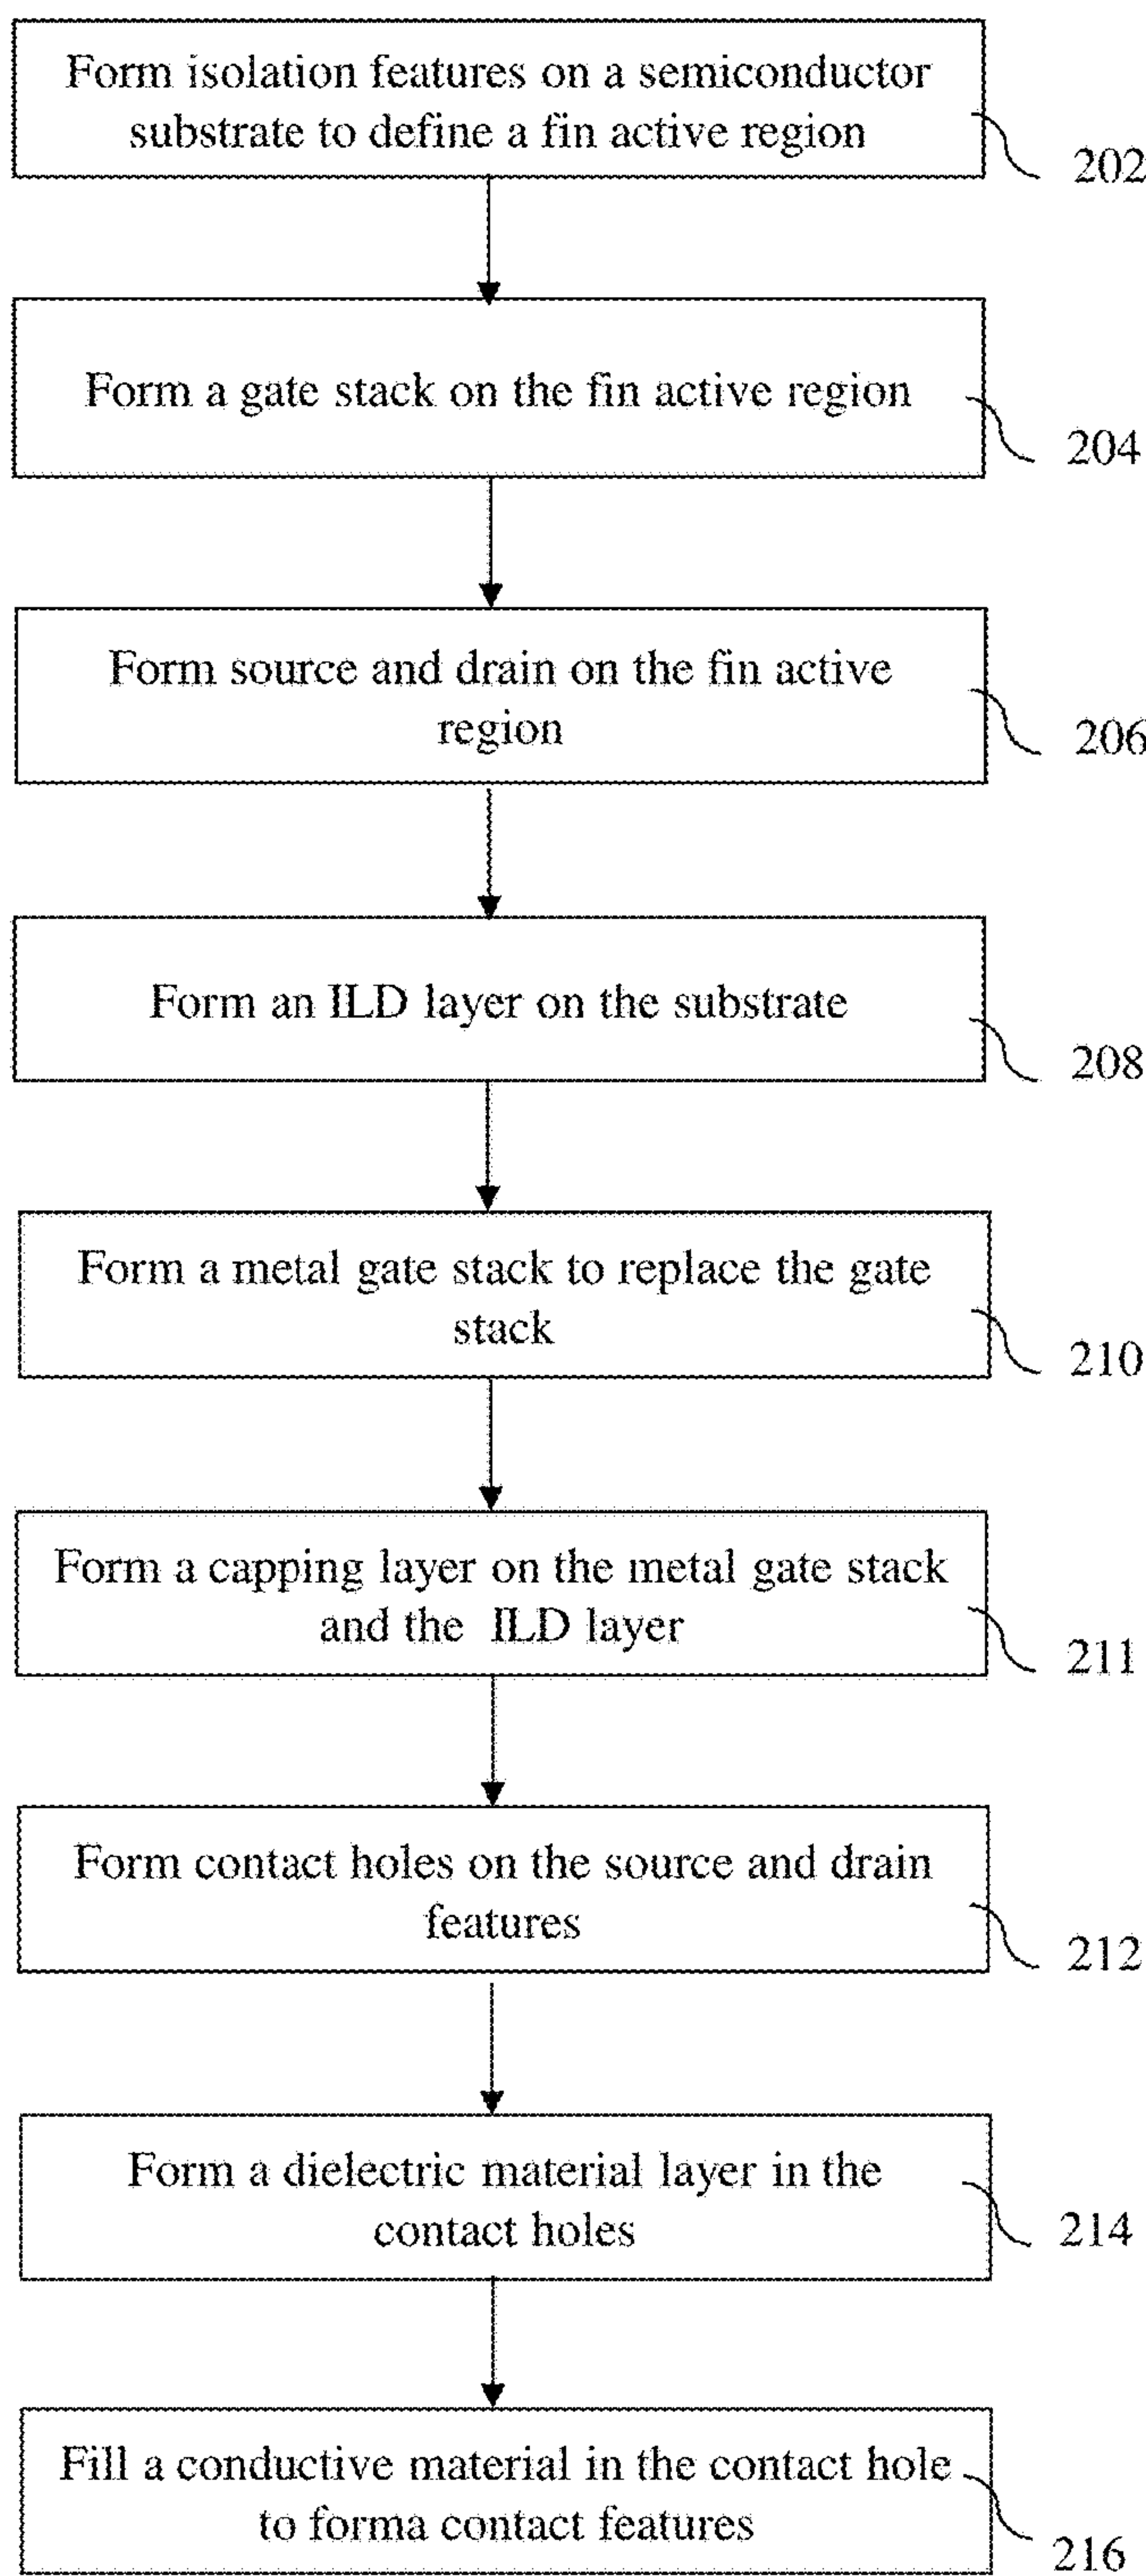 Form isolation features on a semiconductor
substrate to define a fin active region
202
Form a gate stack on the fin active region
204
Form source and drain on the fin active
region
206
Form an ILD layer on the substrate
208
Form a metal gate stack to replace the gate
stack
210
Form a capping layer on the metal gate stack
and the ILD layer
211
Form contact holes on the source and drain
features
212
Form a dielectric material layer in the
contact holes
214
Fill a conductive material in the contact hole
to forma contact features
216